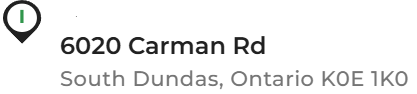 I
6020 Carman Rd
South Dundas, Ontario K0E 1K0